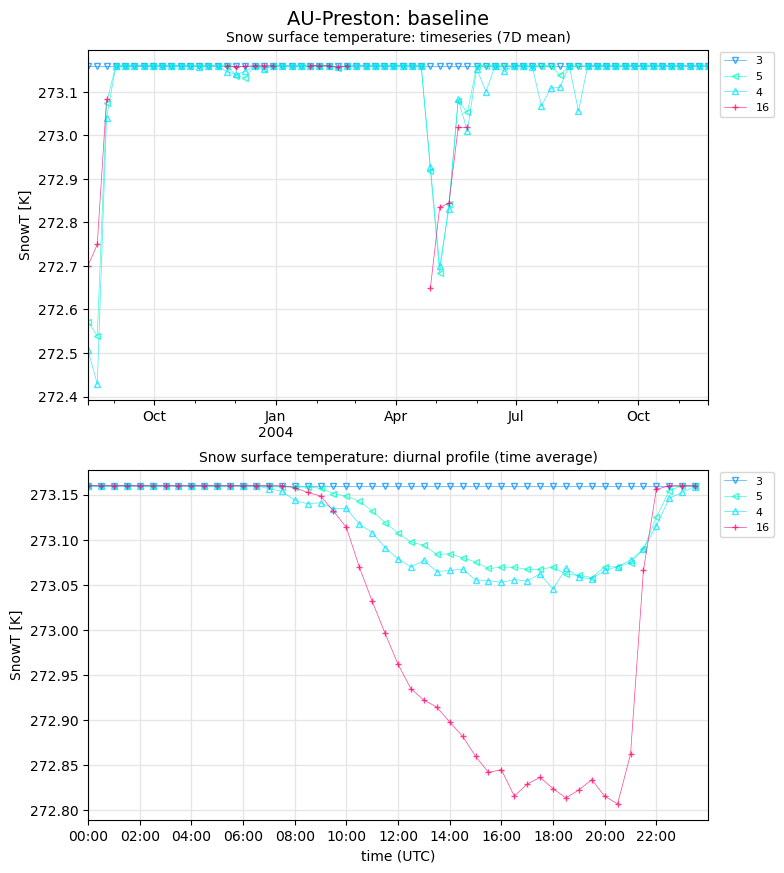 AU-Preston: baseline
Snow surface temperature: timeseries (7D mean)
SnowT [K]
273.1
273.0
272.9
272.8
272.7
272.6
272.5
272.4
Oct
Jan
2004
Apr
Jul
Oct
3
5
4
16
Snow surface temperature: diurnal profile (time average)
SnowT [K]
273.15
273.10
273.05
273.00
272.95
272.90
272.85
272.80
00:00 02:00 04:00 06:00 08:00 10:00 12:00 14:00 16:00 18:00 20:00 22:00
time (UTC)
3
5
4
16